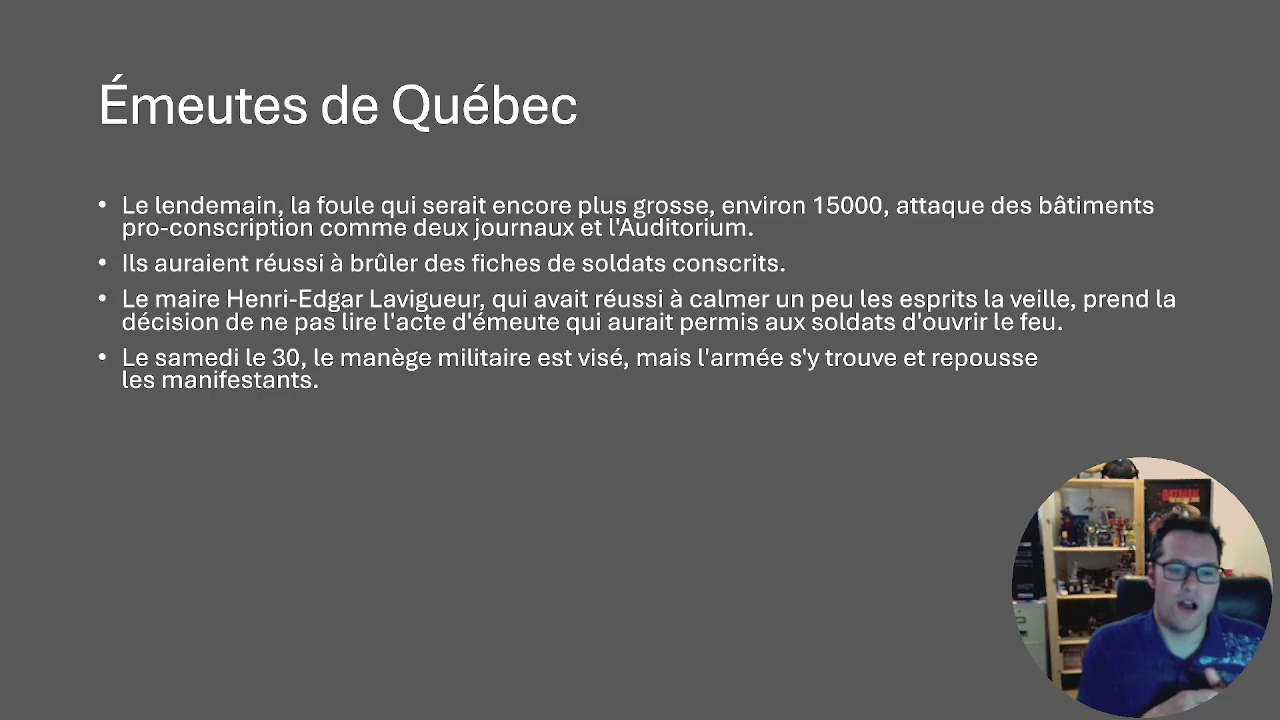 Émeutes de Québec
• Le lendemain, la foule qui serait encore plus grosse, environ 15000, attaque des bâtiments
pro-conscription comme deux journaux et l'Auditorium.
• Ils auraient réussi à brûler des fiches de soldats conscrits.
• Le maire Henri-Edgar Lavigueur, qui avait réussi à calmer un peu les esprits la veille, prend la
décision de ne pas lire l'acte d'émeute qui aurait permis aux soldats d'ouvrir le feu.
• Le samedi le 30, le manège militaire est visé, mais l'armée s'y trouve et repousse
les manifestants.
BATMAN